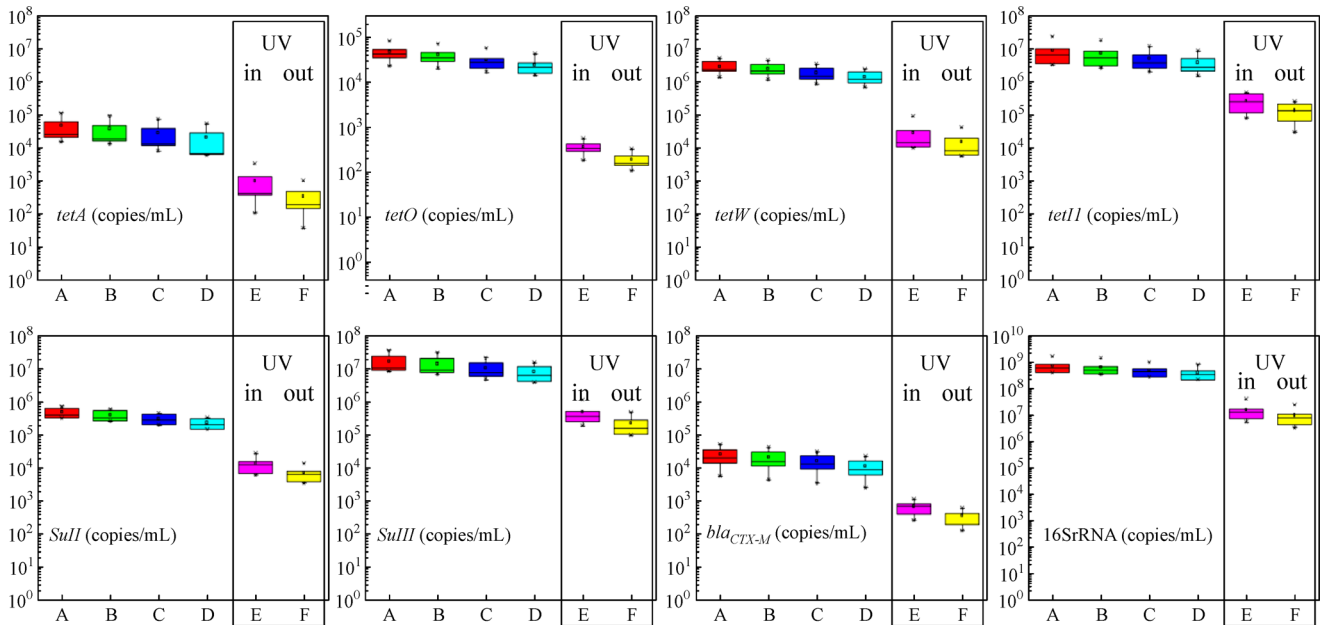 10⁸
10⁷
10⁶
10⁵
10⁴
10³
10²
10¹
10⁰
UV
in out
tetA (copies/mL)
A B C D E F
10⁵
10⁴
10³
10²
10¹
10⁰
UV
in out
tetO (copies/mL)
A B C D E F
10⁸
10⁷
10⁶
10⁵
10⁴
10³
10²
10¹
10⁰
UV
in out
tetW (copies/mL)
A B C D E F
10⁸
10⁷
10⁶
10⁵
10⁴
10³
10²
10¹
10⁰
UV
in out
tetI1 (copies/mL)
A B C D E F
10⁸
10⁷
10⁶
10⁵
10⁴
10³
10²
10¹
10⁰
UV
in out
SulI (copies/mL)
A B C D E F
10⁸
10⁷
10⁶
10⁵
10⁴
10³
10²
10¹
10⁰
UV
in out
SulII (copies/mL)
A B C D E F
10⁸
10⁷
10⁶
10⁵
10⁴
10³
10²
10¹
10⁰
UV
in out
bla_CTX-M (copies/mL)
A B C D E F
10¹⁰
10⁹
10⁸
10⁷
10⁶
10⁵
10⁴
10³
10²
10¹
10⁰
UV
in out
16SrRNA (copies/mL)
A B C D E F